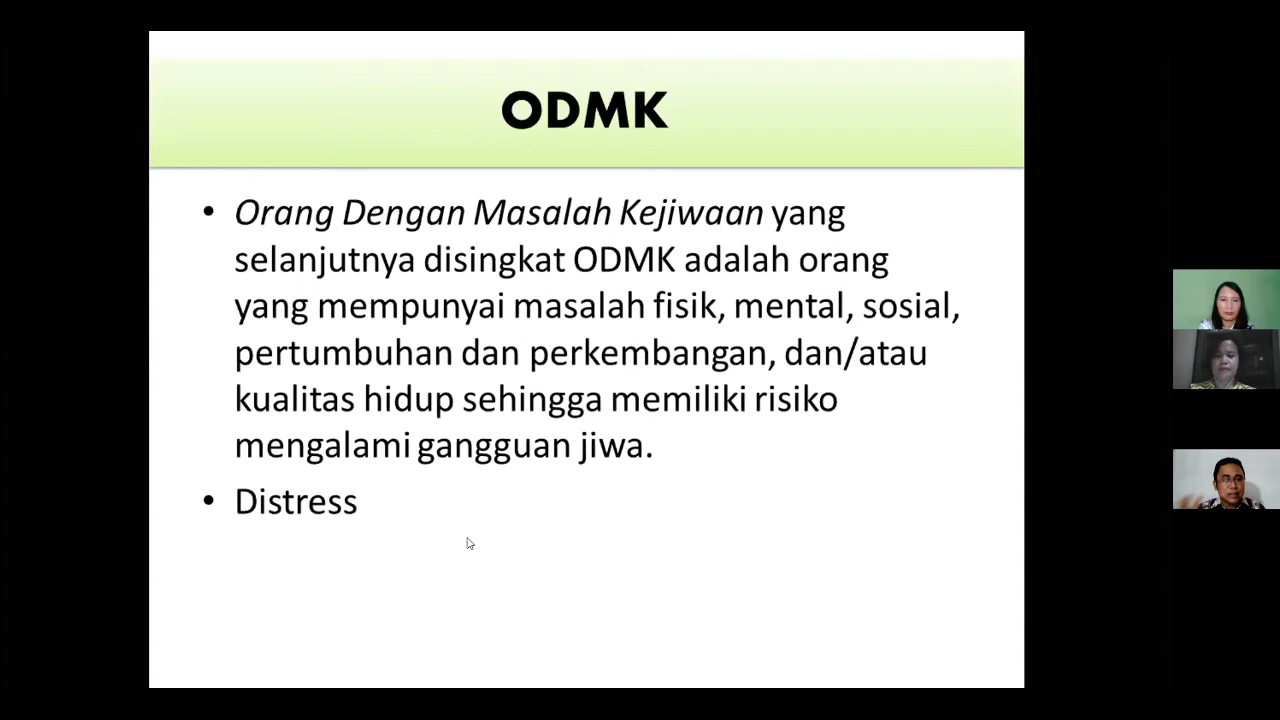 ODMK
• Orang Dengan Masalah Kejiwaan yang
selanjutnya disingkat ODMK adalah orang
yang mempunyai masalah fisik, mental, sosial,
pertumbuhan dan perkembangan, dan/atau
kualitas hidup sehingga memiliki risiko
mengalami gangguan jiwa.
• Distress